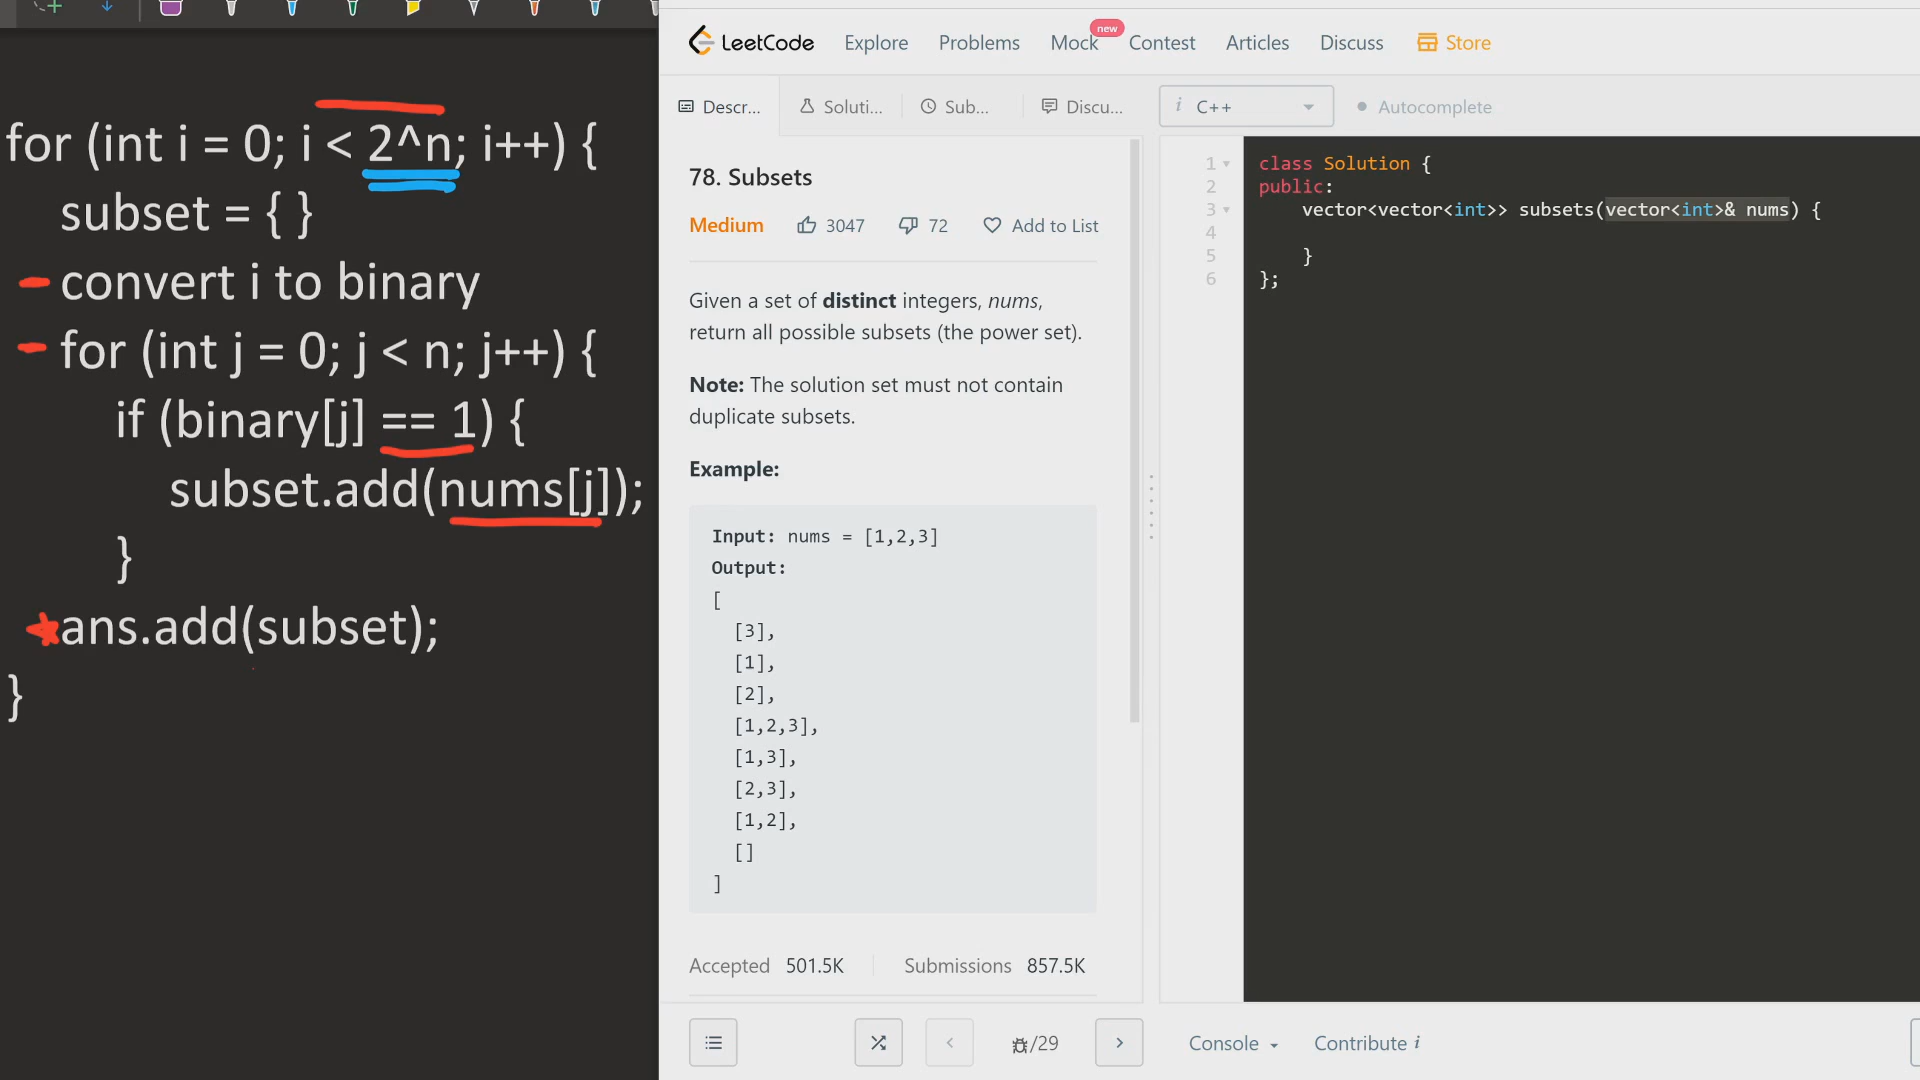 for (int i = 0; i < 2^n; i++) {
subset = { }
convert i to binary
for (int j = 0; j < n; j++) {
if (binary[j] == 1) {
subset.add(nums[j]);
}
ans.add(subset);
}
LeetCode
Explore
Problems
Mock
new
Contest
Articles
Discuss
Store
Descr...
Soluti...
Sub...
Discu...
i C++
Autocomplete
78. Subsets
Medium 3047 72 Add to List
Given a set of distinct integers, nums,
return all possible subsets (the power set).
Note: The solution set must not contain
duplicate subsets.
Example:
Input: nums = [1,2,3]
Output:
[
[3],
[1],
[2],
[1,2,3],
[1,3],
[2,3],
[1,2],
[]
]
Accepted 501.5K Submissions 857.5K
/29
1 class Solution {
2 public:
3 vector<vector<int>> subsets(vector<int>& nums) {
4
5 }
6 };
Console
Contribute i